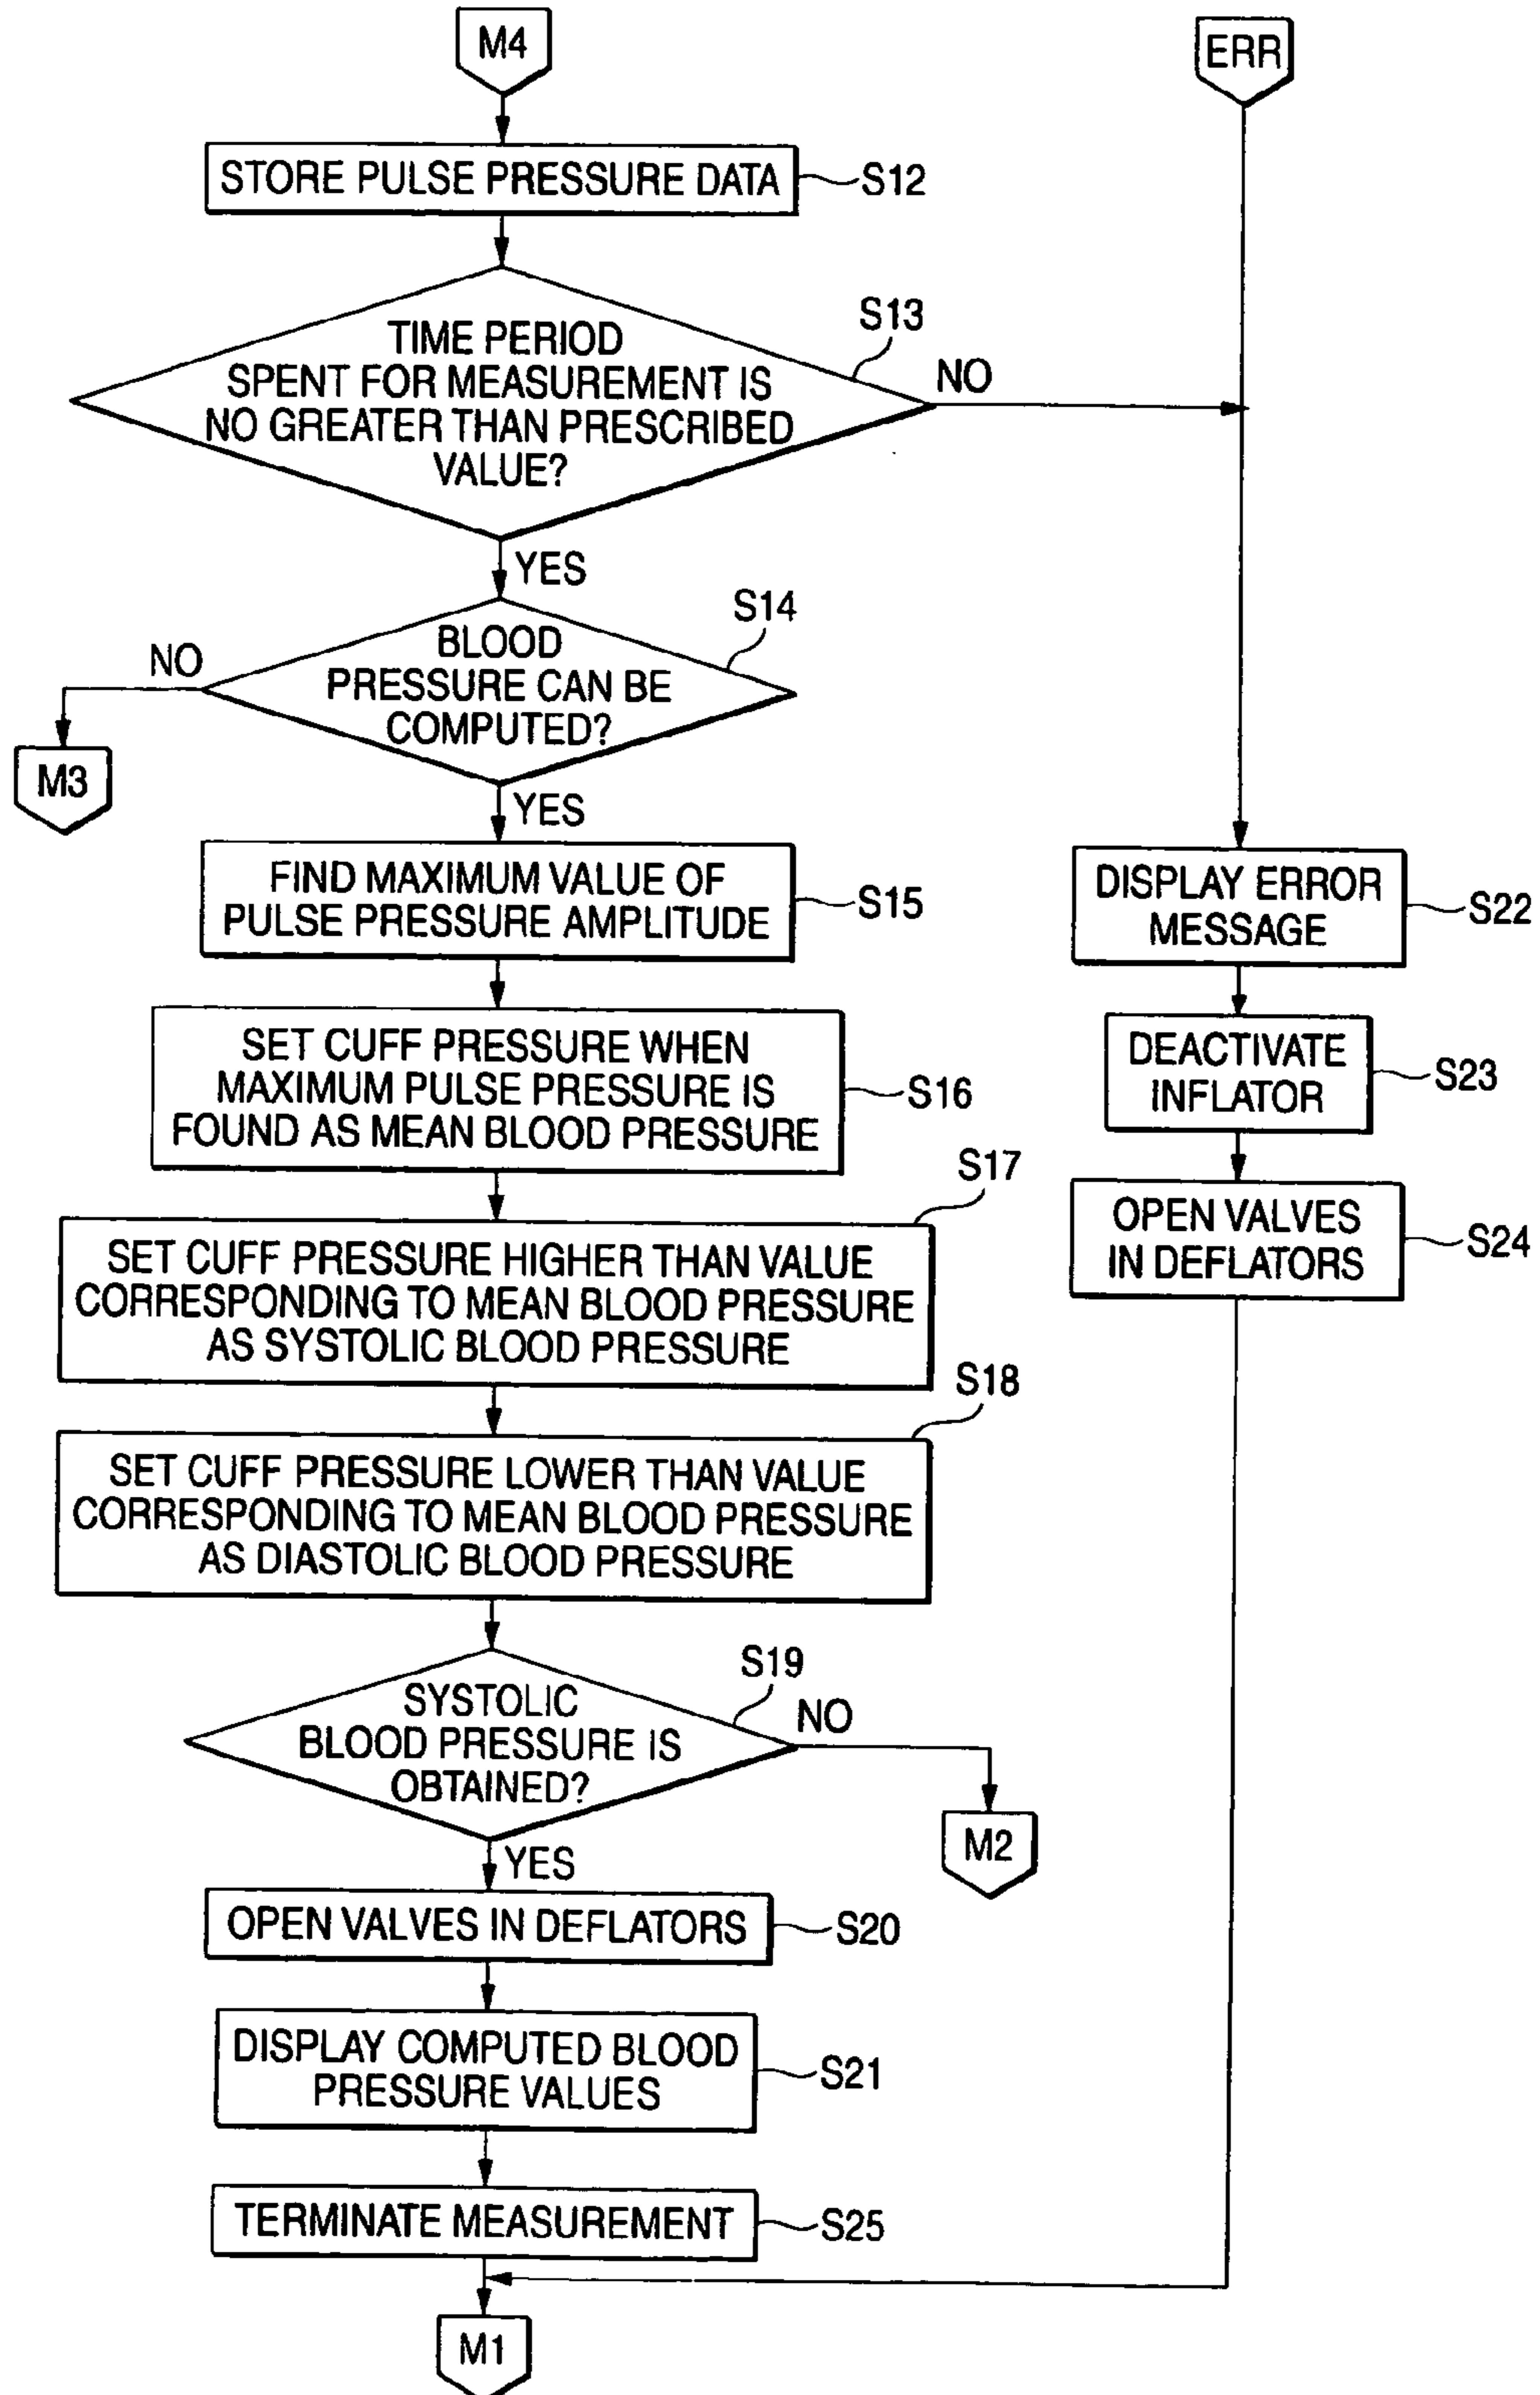 M4
ERR
STORE PULSE PRESSURE DATA
S12
S13
TIME PERIOD
SPENT FOR MEASUREMENT IS
NO GREATER THAN PRESCRIBED
VALUE?
NO
YES
S14
BLOOD
PRESSURE CAN BE
COMPUTED?
NO
M3
YES
FIND MAXIMUM VALUE OF
PULSE PRESSURE AMPLITUDE
S15
DISPLAY ERROR
MESSAGE
S22
SET CUFF PRESSURE WHEN
MAXIMUM PULSE PRESSURE IS
FOUND AS MEAN BLOOD PRESSURE
S16
DEACTIVATE
INFLATOR
S23
S17
SET CUFF PRESSURE HIGHER THAN VALUE
CORRESPONDING TO MEAN BLOOD PRESSURE
AS SYSTOLIC BLOOD PRESSURE
OPEN VALVES
IN DEFLATORS
S24
S18
SET CUFF PRESSURE LOWER THAN VALUE
CORRESPONDING TO MEAN BLOOD PRESSURE
AS DIASTOLIC BLOOD PRESSURE
S19
SYSTOLIC
BLOOD PRESSURE IS
OBTAINED?
NO
M2
YES
OPEN VALVES IN DEFLATORS
S20
DISPLAY COMPUTED BLOOD
PRESSURE VALUES
S21
TERMINATE MEASUREMENT
S25
M1